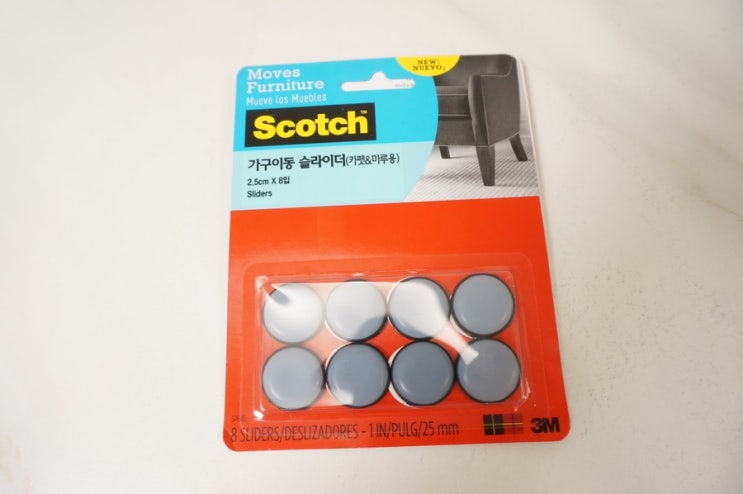 Moves
Furniture
Mueve los Muebles
NEW!
NUEVO¡
Scotch
가구이동 슬라이더(카펫&마루용)
2.5cm X 8입
Sliders
8 SLIDERS/DESLIZADORES - 1 IN/PULG/25 mm
3M